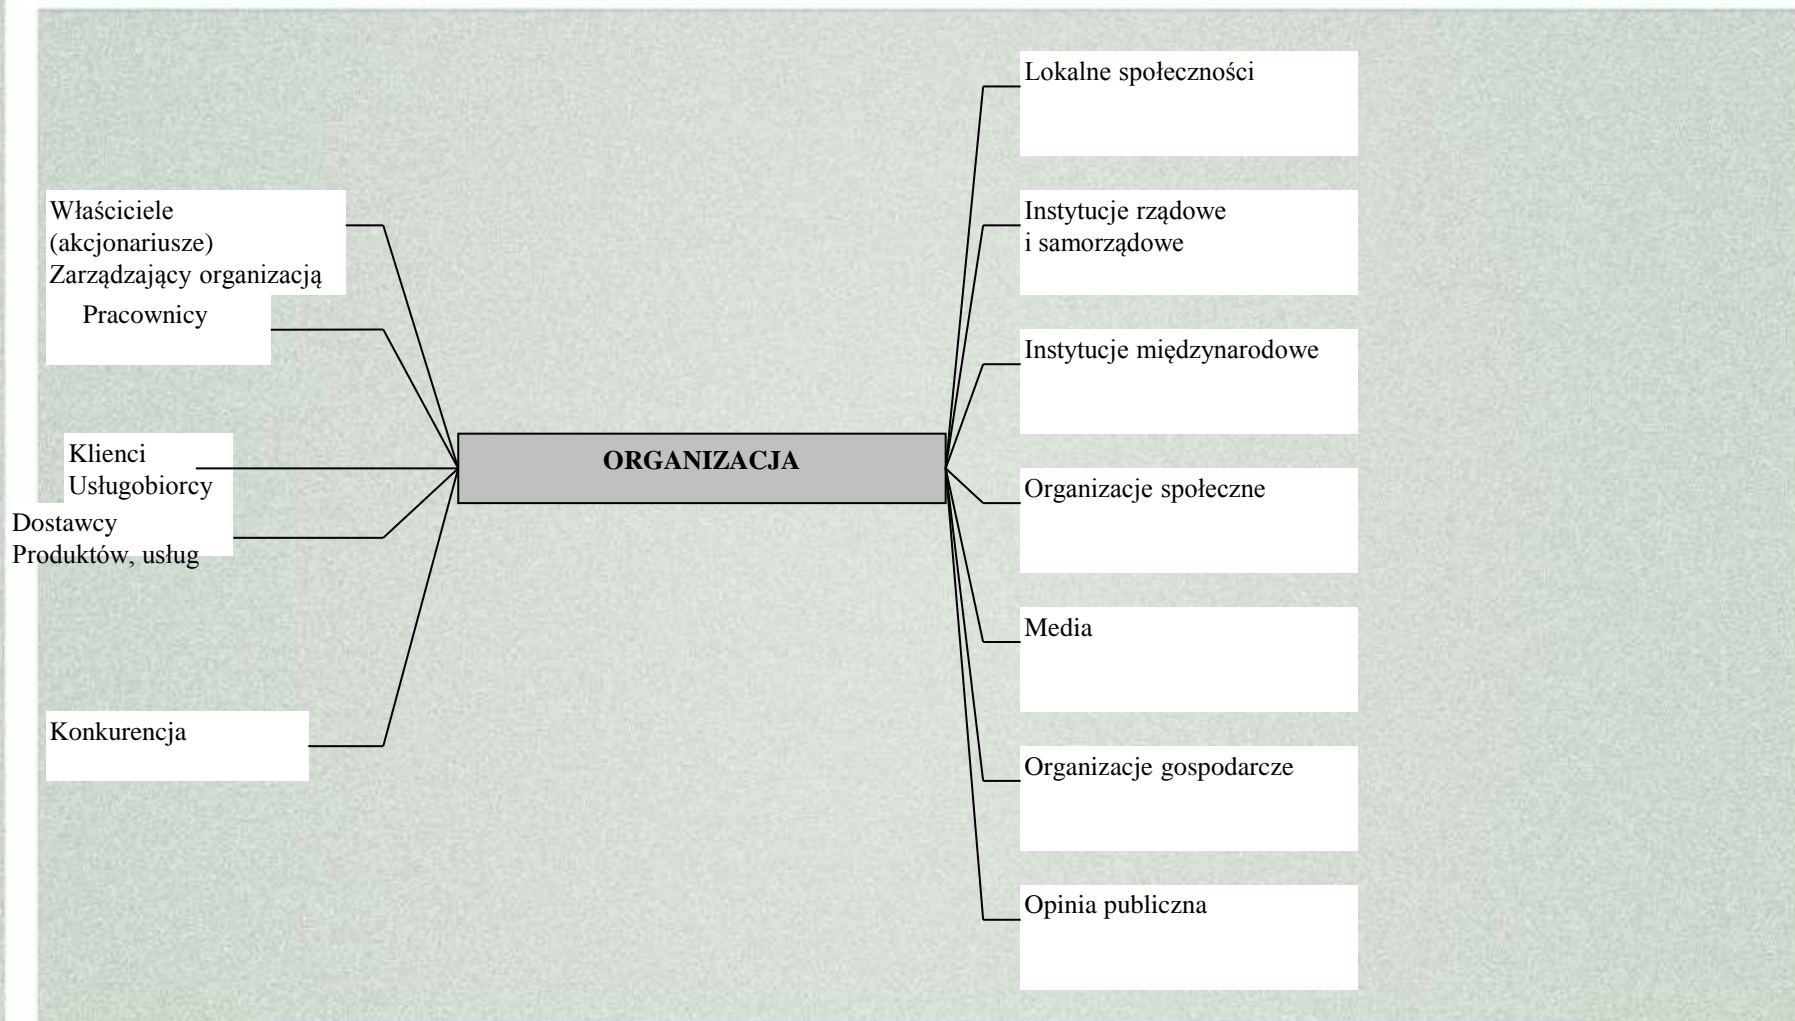 Właściciele
(akcjonariusze)
Zarządzający organizacją
Pracownicy
Klienci
Usługobiorcy
Dostawcy
Produktów, usług
Konkurencja
ORGANIZACJA
Lokalne społeczności
Instytucje rządowe
i samorządowe
Instytucje międzynarodowe
Organizacje społeczne
Media
Organizacje gospodarcze
Opinia publiczna